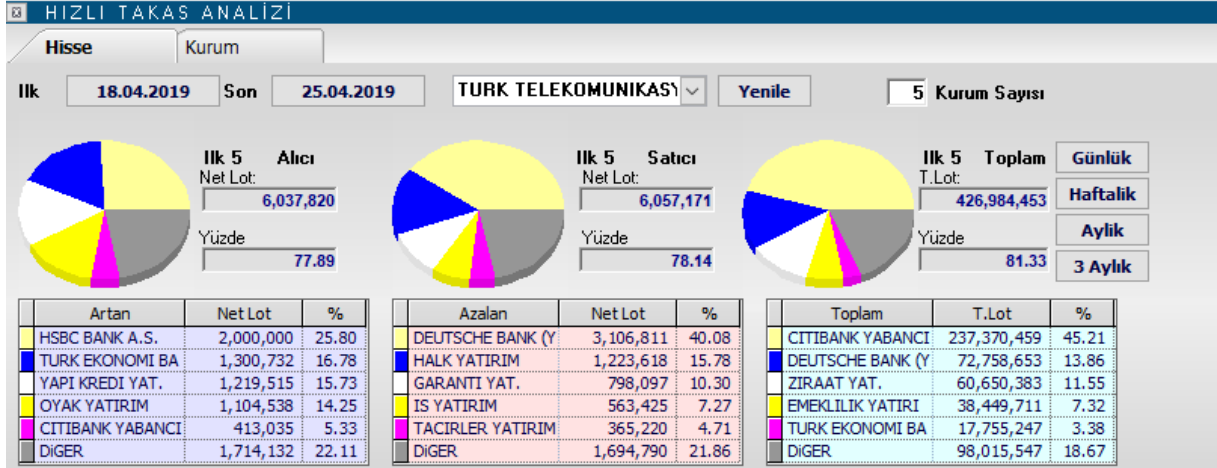 HIZLI TAKAS ANALİZİ
Hisse Kurum
Ilk 18.04.2019 Son 25.04.2019 TURK TELEKOMUNIKASY Yenile 5 Kurum Sayısı
Ilk 5 Alıcı Ilk 5 Satıcı Ilk 5 Toplam Günlük
Net Lot: Net Lot: T.Lot:
6,037,820 6,057,171 426,984,453 Haftalik
Yüzde Yüzde Yüzde Aylik
77.89 78.14 81.33 3 Aylık
Artan Net Lot % Azalan Net Lot % Toplam T.Lot %
HSBC BANK A.S. 2,000,000 25.80 DEUTSCHE BANK (Y 3,106,811 40.08 CITIBANK YABANCI 237,370,459 45.21
TURK EKONOMI BA 1,300,732 16.78 HALK YATIRIM 1,223,618 15.78 DEUTSCHE BANK (Y 72,758,653 13.86
YAPI KREDI YAT. 1,219,515 15.73 GARANTI YAT. 798,097 10.30 ZIRAAT YAT. 60,650,383 11.55
OYAK YATIRIM 1,104,538 14.25 IS YATIRIM 563,425 7.27 EMEKLILIK YATIRI 38,449,711 7.32
CITIBANK YABANCI 413,035 5.33 TACIRLER YATIRIM 365,220 4.71 TURK EKONOMI BA 17,755,247 3.38
DiGER 1,714,132 22.11 DiGER 1,694,790 21.86 DiGER 98,015,547 18.67